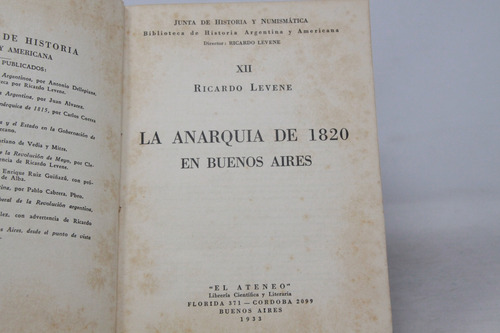 DE HISTORIA
Y AMERICANA
PUBLICADOS:
Argentinos, por Antonio Dellepiane,
por Ricardo Levene.
Argentina, por Juan Alvarez.
de 1815, por Carlos Correa
y el Estado en la Gobernación de
de Vedia y Mitre.
la Revolución de Mayo, por
de Ricardo Levene.
Enrique Ruiz Guiñazú, con
de Alba.
por Pablo Cabrera. Pbro.
de la Revolución argentina,
con advertencia de Ricardo
Aires, desde el punto de vista
JUNTA DE HISTORIA Y NUMISMÁTICA
Biblioteca de Historia Argentina y Americana
Director: RICARDO LEVENE
XII
RICARDO LEVENE
LA ANARQUIA DE 1820
EN BUENOS AIRES
"EL ATENEO"
Librería Científica y Literaria
FLORIDA 371 — CORDOBA 2099
BUENOS AIRES
1933